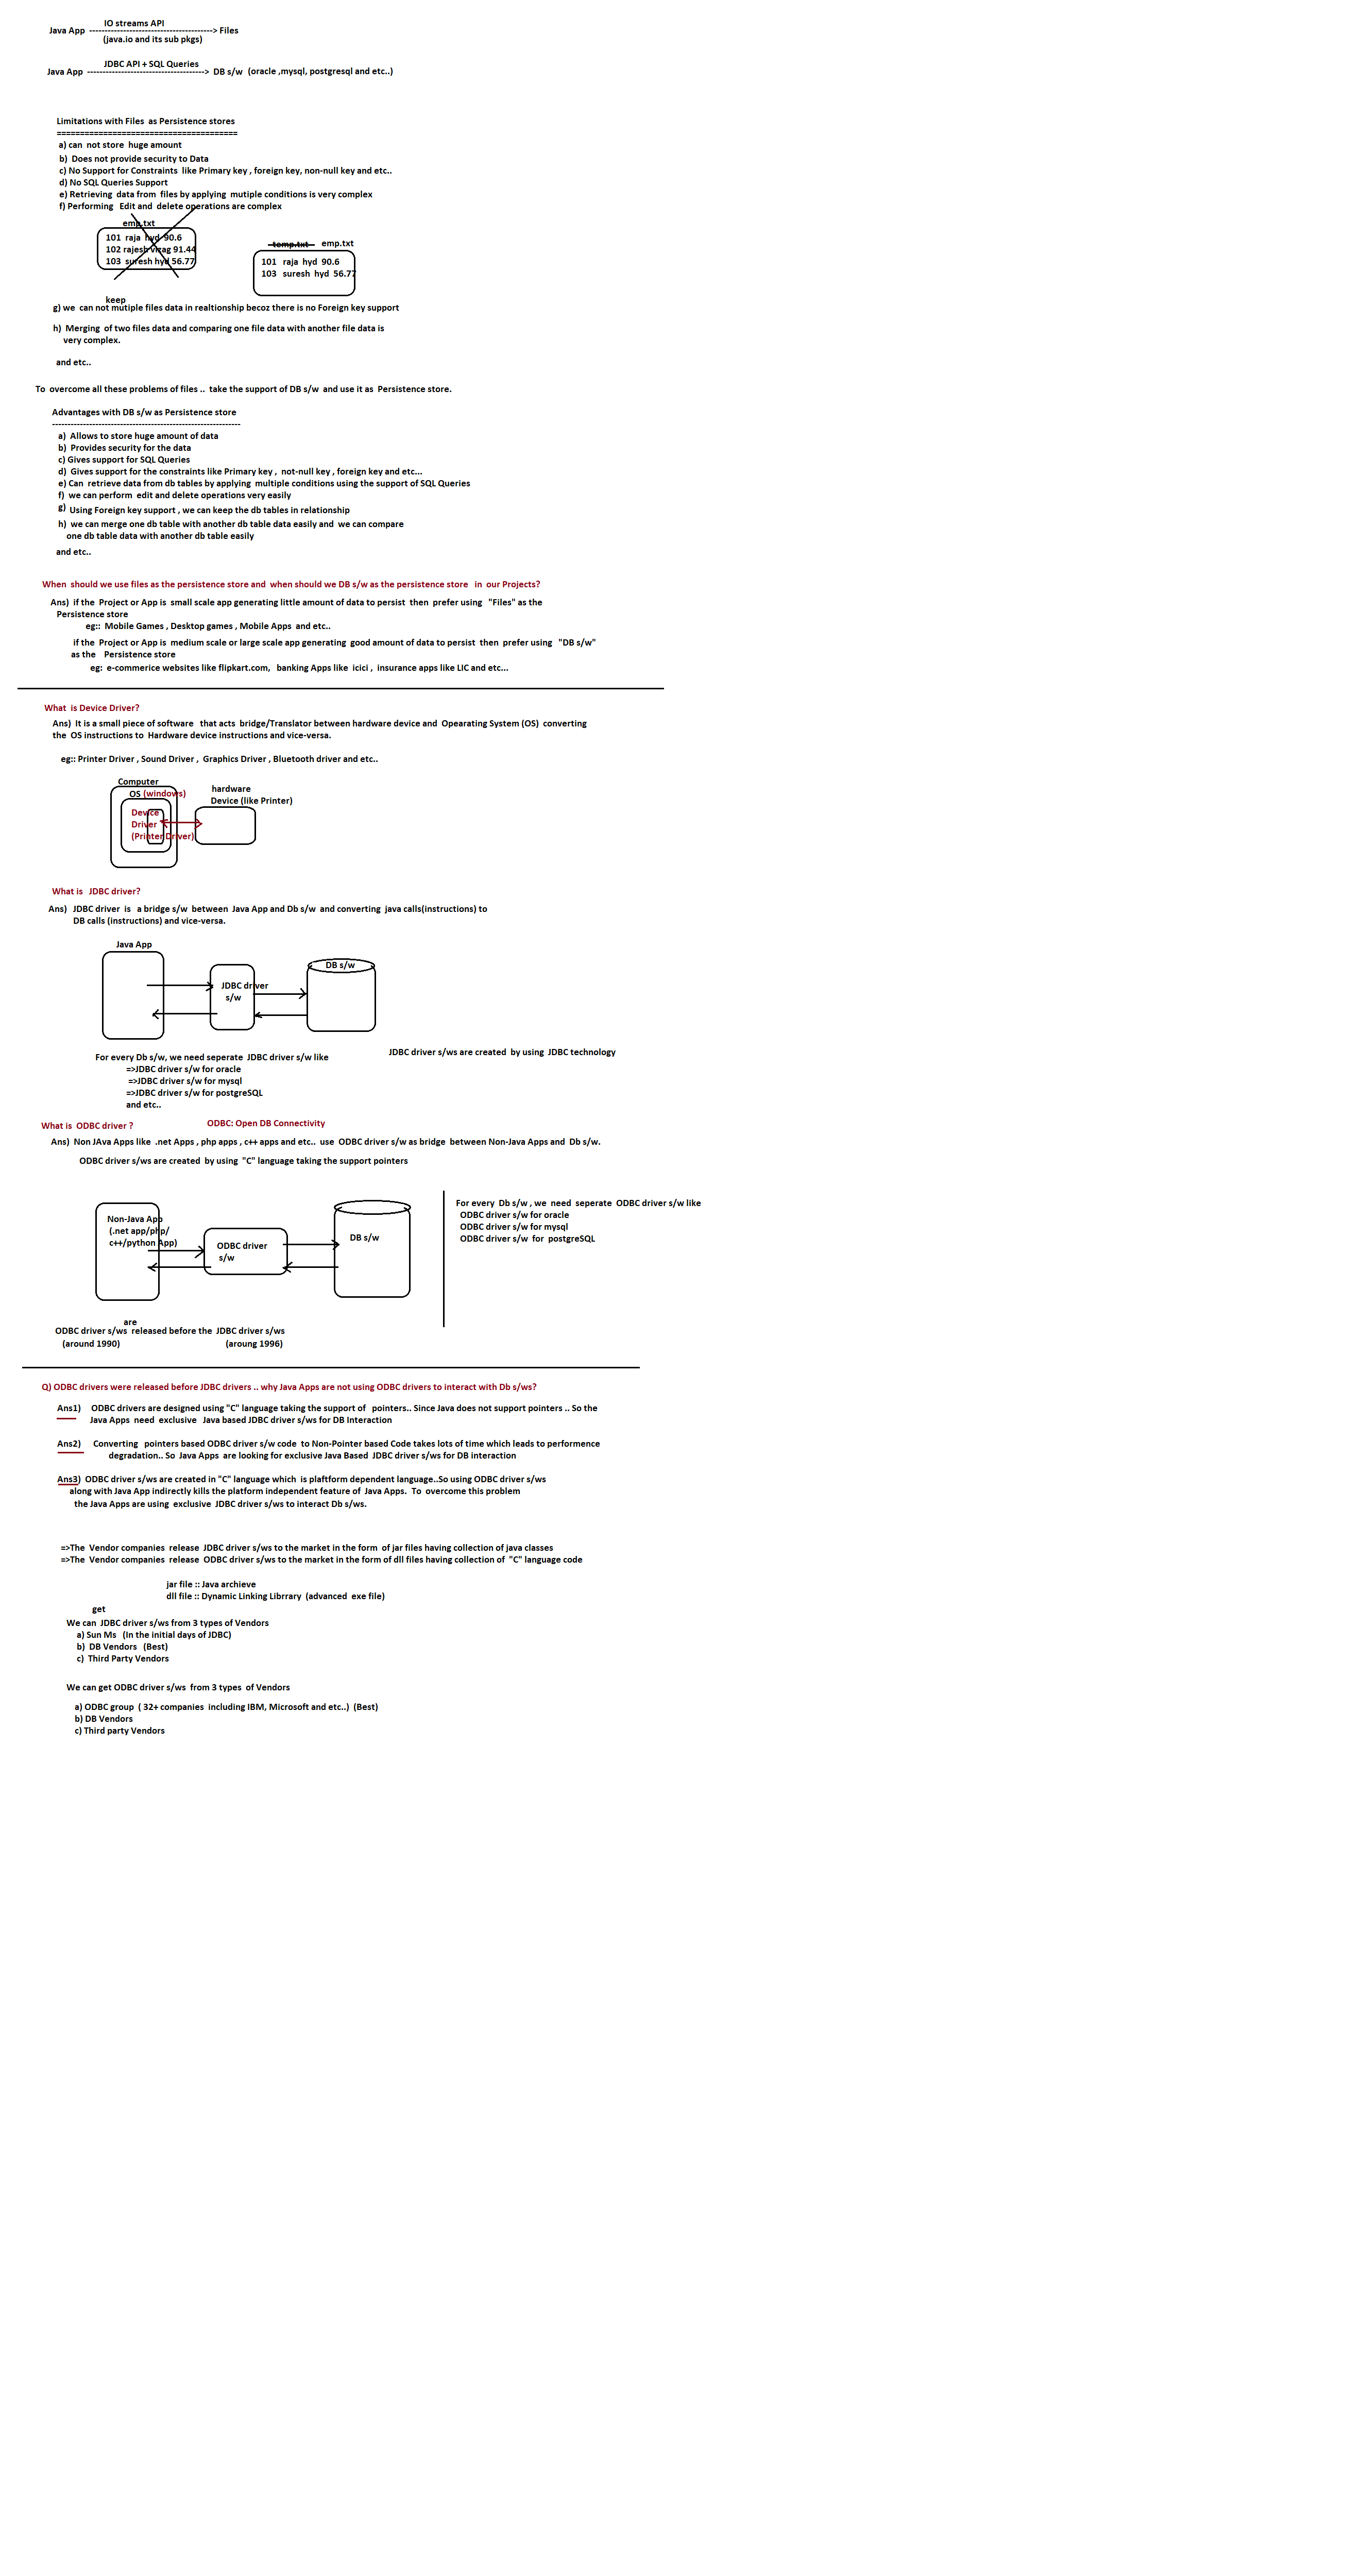 IO streams API
Java App ---------------------------------------> Files
(java.io and its sub pkgs)
JDBC API + SQL Queries
Java App -------------------------------------> DB s/w (oracle ,mysql, postgresql and etc..)
Limitations with Files as Persistence stores
=======================================
a) can not store huge amount
b) Does not provide security to Data
c) No Support for Constraints like Primary key , foreign key, non-null key and etc..
d) No SQL Queries Support
e) Retrieving data from files by applying mutiple conditions is very complex
f) Performing Edit and delete operations are complex
emp.txt
101 raja hyd 90.6
102 rajesh vizag 91.44
103 suresh hyd 56.77
temp.txt emp.txt
101 raja hyd 90.6
103 suresh hyd 56.77
keep
g) we can not mutiple files data in realtionship becoz there is no Foreign key support
h) Merging of two files data and comparing one file data with another file data is
very complex.
and etc..
To overcome all these problems of files .. take the support of DB s/w and use it as Persistence store.
Advantages with DB s/w as Persistence store
-------------------------------------------------------------
a) Allows to store huge amount of data
b) Provides security for the data
c) Gives support for SQL Queries
d) Gives support for the constraints like Primary key , not-null key , foreign key and etc...
e) Can retrieve data from db tables by applying multiple conditions using the support of SQL Queries
f) we can perform edit and delete operations very easily
g) Using Foreign key support , we can keep the db tables in relationship
h) we can merge one db table with another db table data easily and we can compare
one db table data with another db table easily
and etc..
When should we use files as the persistence store and when should we DB s/w as the persistence store in our Projects?
Ans) if the Project or App is small scale app generating little amount of data to persist then prefer using "Files" as the
Persistence store
eg:: Mobile Games , Desktop games , Mobile Apps and etc..
if the Project or App is medium scale or large scale app generating good amount of data to persist then prefer using "DB s/w"
as the Persistence store
eg: e-commerice websites like flipkart.com, banking Apps like icici , insurance apps like LIC and etc...
What is Device Driver?
Ans) It is a small piece of software that acts bridge/Translator between hardware device and Opearting System (OS) converting
the OS instructions to Hardware device instructions and vice-versa.
eg:: Printer Driver , Sound Driver , Graphics Driver , Bluetooth driver and etc..
Computer
OS (windows)
Device
Driver
(Printer Driver)
hardware
Device (like Printer)
What is JDBC driver?
Ans) JDBC driver is a bridge s/w between Java App and Db s/w and converting java calls(instructions) to
DB calls (instructions) and vice-versa.
Java App
JDBC driver
s/w
DB s/w
For every Db s/w, we need seperate JDBC driver s/w like
=>JDBC driver s/w for oracle
=>JDBC driver s/w for mysql
=>JDBC driver s/w for postgreSQL
and etc..
JDBC driver s/ws are created by using JDBC technology
What is ODBC driver ?
ODBC: Open DB Connectivity
Ans) Non JAva Apps like .net Apps , php apps , c++ apps and etc.. use ODBC driver s/w as bridge between Non-Java Apps and Db s/w.
ODBC driver s/ws are created by using "C" language taking the support pointers
Non-Java App
(.net app/php/
c++/python App)
ODBC driver
s/w
DB s/w
For every Db s/w , we need seperate ODBC driver s/w like
ODBC driver s/w for oracle
ODBC driver s/w for mysql
ODBC driver s/w for postgreSQL
are
ODBC driver s/ws released before the JDBC driver s/ws
(around 1990) (aroung 1996)
Q) ODBC drivers were released before JDBC drivers .. why Java Apps are not using ODBC drivers to interact with Db s/ws?
Ans1) ODBC drivers are designed using "C" language taking the support of pointers.. Since Java does not support pointers .. So the
Java Apps need exclusive Java based JDBC driver s/ws for DB Interaction
Ans2) Converting pointers based ODBC driver s/w code to Non-Pointer based Code takes lots of time which leads to performence
degradation.. So Java Apps are looking for exclusive Java Based JDBC driver s/ws for DB interaction
Ans3) ODBC driver s/ws are created in "C" language which is plaftform dependent language..So using ODBC driver s/ws
along with Java App indirectly kills the platform independent feature of Java Apps. To overcome this problem
the Java Apps are using exclusive JDBC driver s/ws to interact Db s/ws.
=>The Vendor companies release JDBC driver s/ws to the market in the form of jar files having collection of java classes
=>The Vendor companies release ODBC driver s/ws to the market in the form of dll files having collection of "C" language code
jar file :: Java archieve
dll file :: Dynamic Linking Librrary (advanced exe file)
get
We can JDBC driver s/ws from 3 types of Vendors
a) Sun Ms (In the initial days of JDBC)
b) DB Vendors (Best)
c) Third Party Vendors
We can get ODBC driver s/ws from 3 types of Vendors
a) ODBC group ( 32+ companies including IBM, Microsoft and etc..) (Best)
b) DB Vendors
c) Third party Vendors